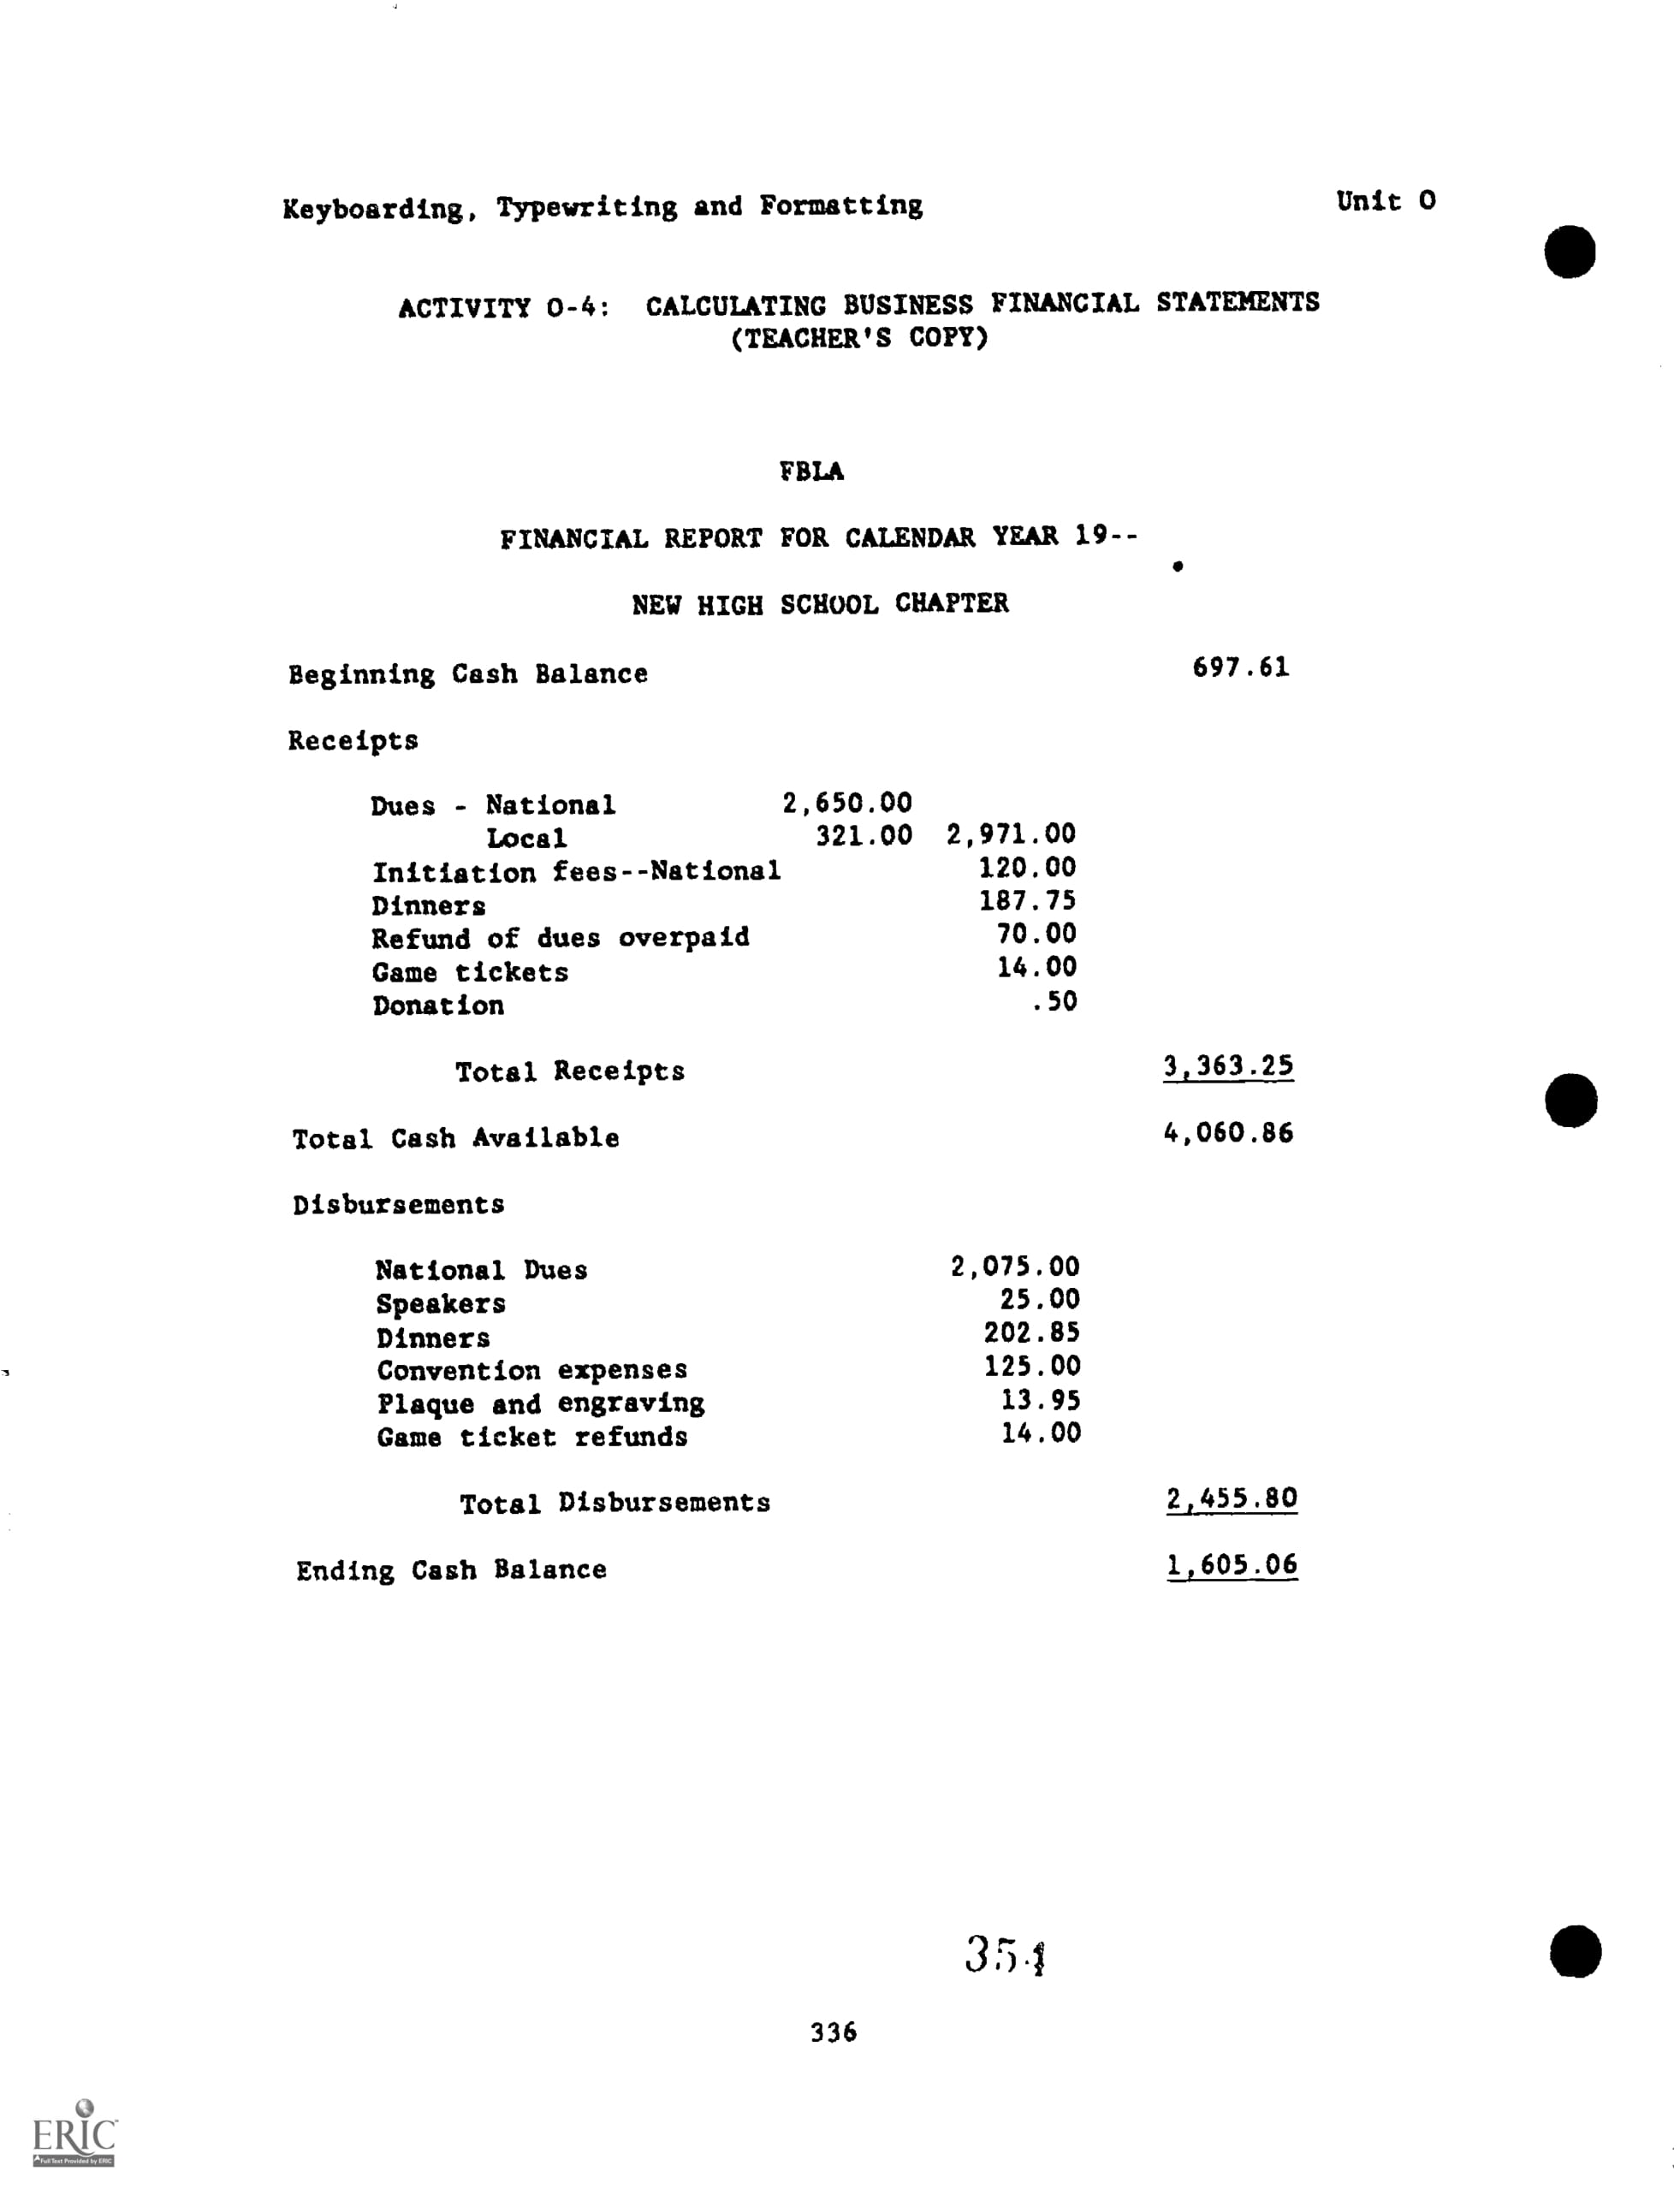 Keyboarding, Typewriting and Formatting Unit O
ACTIVITY O-4: CALCULATING BUSINESS FINANCIAL STATEMENTS
(TEACHER'S COPY)
FBLA
FINANCIAL REPORT FOR CALENDAR YEAR 19--
NEW HIGH SCHOOL CHAPTER
Beginning Cash Balance 697.61
Receipts
Dues - National 2,650.00
Local 321.00 2,971.00
Initiation fees--National 120.00
Dinners 187.75
Refund of dues overpaid 70.00
Game tickets 14.00
Donation .50
Total Receipts 3,363.25
Total Cash Available 4,060.86
Disbursements
National Dues 2,075.00
Speakers 25.00
Dinners 202.85
Convention expenses 125.00
Plaque and engraving 13.95
Game ticket refunds 14.00
Total Disbursements 2,455.80
Ending Cash Balance 1,605.06
354
336
ERIC
Full Text Provided by ERIC